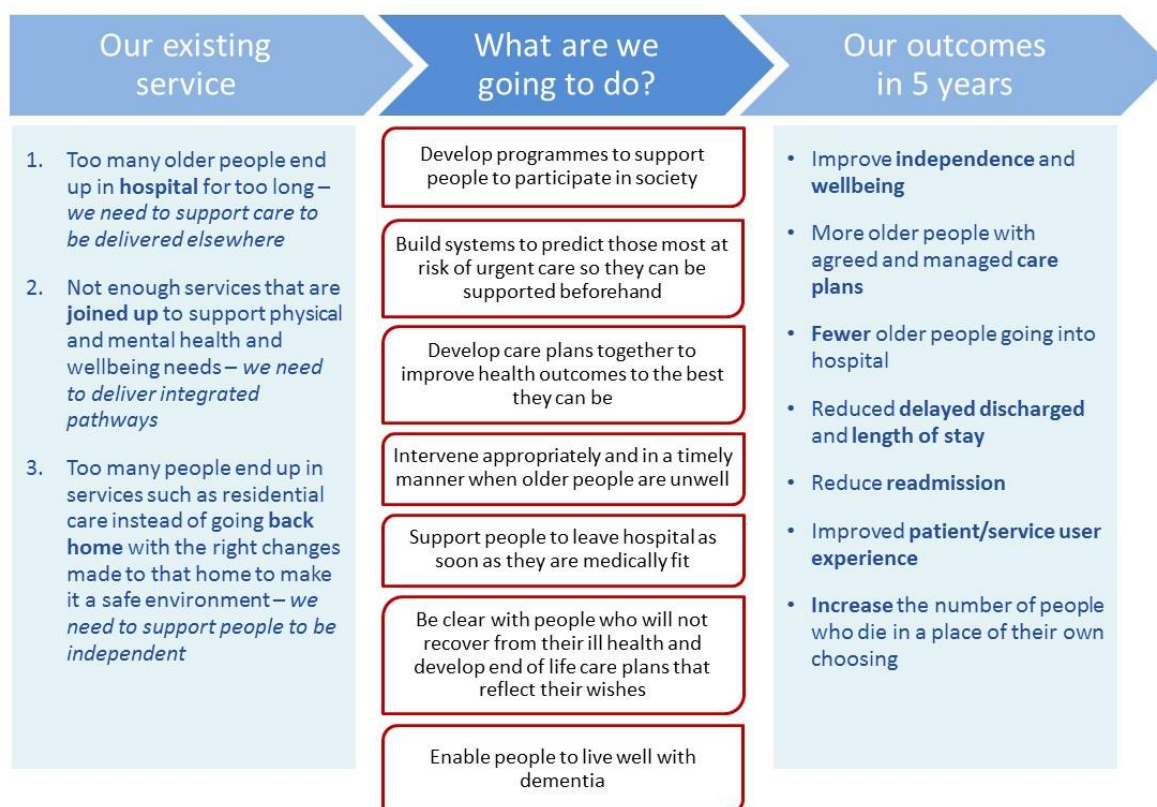 Our existing
service
What are we
going to do?
Our outcomes
in 5 years
1. Too many older people end
up in hospital for too long –
we need to support care to
be delivered elsewhere
2. Not enough services that are
joined up to support physical
and mental health and
wellbeing needs – we need
to deliver integrated
pathways
3. Too many people end up in
services such as residential
care instead of going back
home with the right changes
made to that home to make
it a safe environment – we
need to support people to be
independent
Develop programmes to support
people to participate in society
Build systems to predict those most at
risk of urgent care so they can be
supported beforehand
Develop care plans together to
improve health outcomes to the best
they can be
Intervene appropriately and in a timely
manner when older people are unwell
Support people to leave hospital as
soon as they are medically fit
Be clear with people who will not
recover from their ill health and
develop end of life care plans that
reflect their wishes
Enable people to live well with
dementia
• Improve independence and
wellbeing
• More older people with
agreed and managed care
plans
• Fewer older people going into
hospital
• Reduced delayed discharged
and length of stay
• Reduce readmission
• Improved patient/service user
experience
• Increase the number of people
who die in a place of their own
choosing